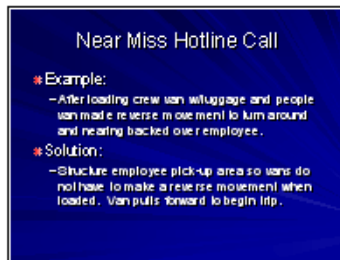 Near Miss Hotline Call
Example:
–After loading crew van w/luggage and people
van made reverse movement to turn around
and nearing backed over employee.
Solution:
–Structure employee pick-up area so vans do
not have to make a reverse movement when
loaded. Van pulls forward to begin trip.